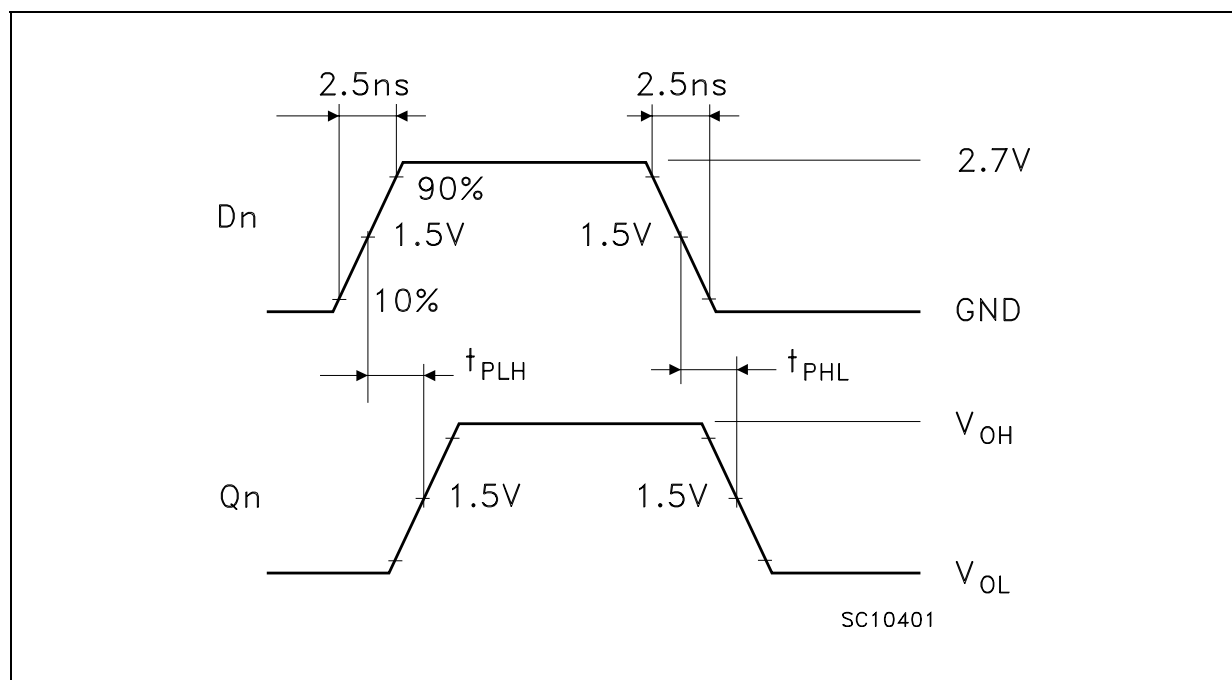 2.5ns 2.5ns
2.7V
90%
Dn 1.5V 1.5V
10%
GND
tPLH tPHL
VOH
Qn 1.5V 1.5V
VOL
SC10401